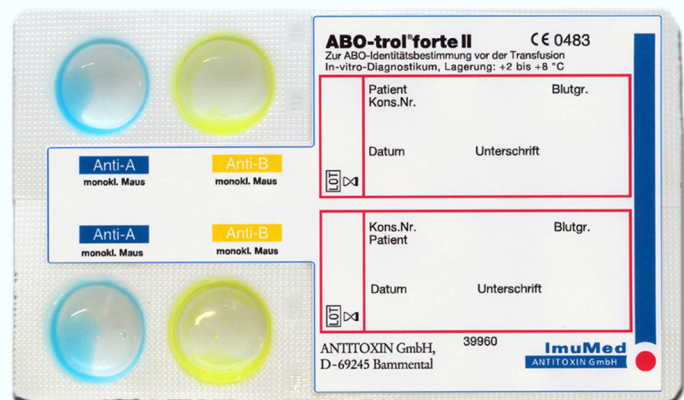 ABO-trol® forte II
CE 0483
Zur ABO-Identitätsbestimmung vor der Transfusion
In-vitro-Diagnostikum, Lagerung: +2 bis +8 °C
Patient Blutgr.
Kons.Nr.
Datum Unterschrift
LOT
Anti-A Anti-B
monokl. Maus monokl. Maus
Anti-A Anti-B
monokl. Maus monokl. Maus
Kons.Nr. Blutgr.
Patient
Datum Unterschrift
LOT
ANTITOXIN GmbH,
D-69245 Bammental
39960
ImuMed
ANTITOXIN GmbH